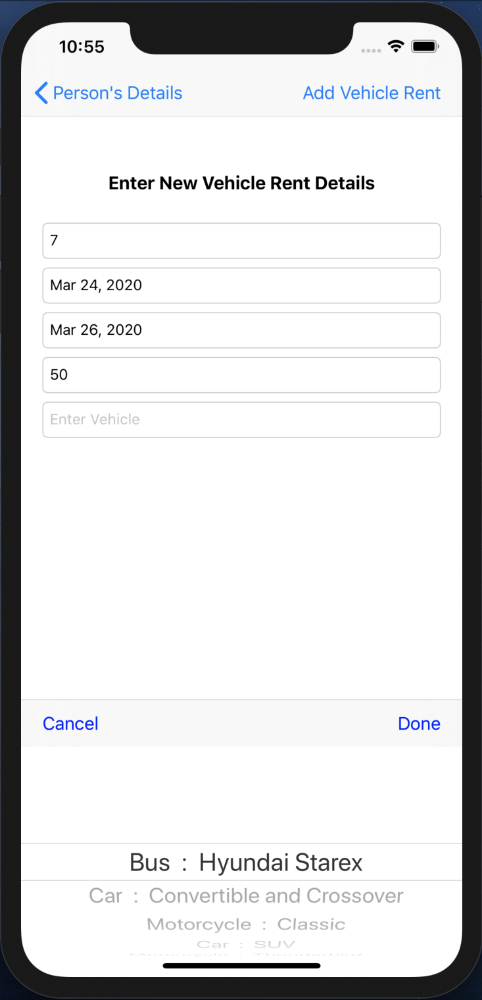 10:55
Person's Details
Add Vehicle Rent
Enter New Vehicle Rent Details
7
Mar 24, 2020
Mar 26, 2020
50
Enter Vehicle
Cancel
Done
Bus : Hyundai Starex
Car : Convertible and Crossover
Motorcycle : Classic
Car : SUV